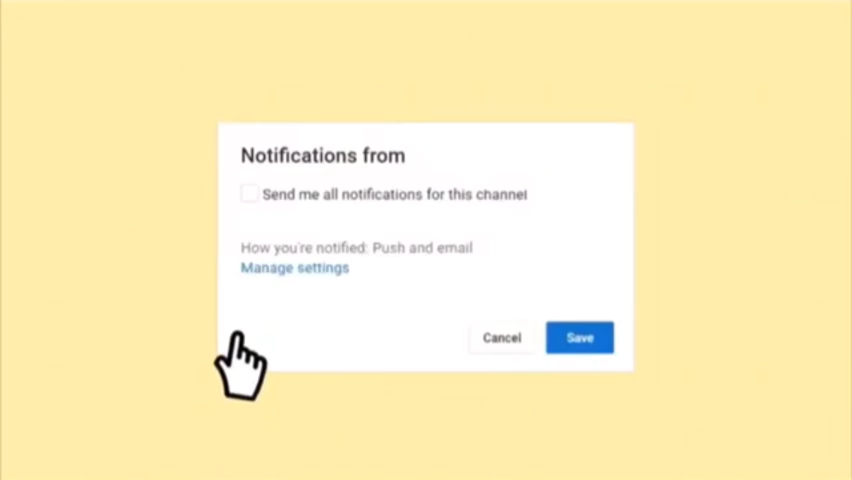 Notifications from
Send me all notifications for this channel
How you're notified: Push and email
Manage settings
Cancel
Save